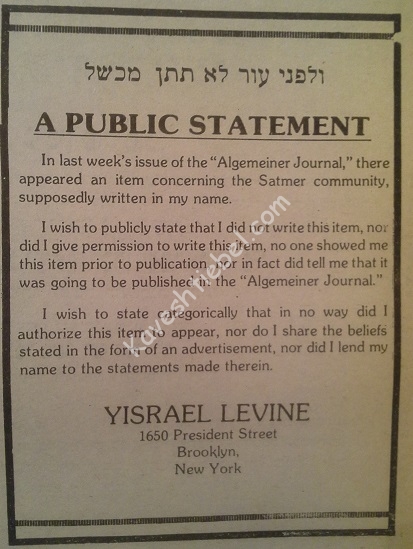 ולפני עור לא תתן מכשל
A PUBLIC STATEMENT
In last week's issue of the "Algemeiner Journal," there
appeared an item concerning the Satmer community,
supposedly written in my name.
I wish to publicly state that I did not write this item, nor
did I give permission to write this item, no one showed me
this item prior to publication nor in fact did tell me that it
was going to be published in the "Algemeiner Journal."
I wish to state categorically that in no way did I
authorize this item to appear, nor do I share the beliefs
stated in the form of an advertisement, nor did I lend my
name to the statements made therein.
YISRAEL LEVINE
1650 President Street
Brooklyn,
New York